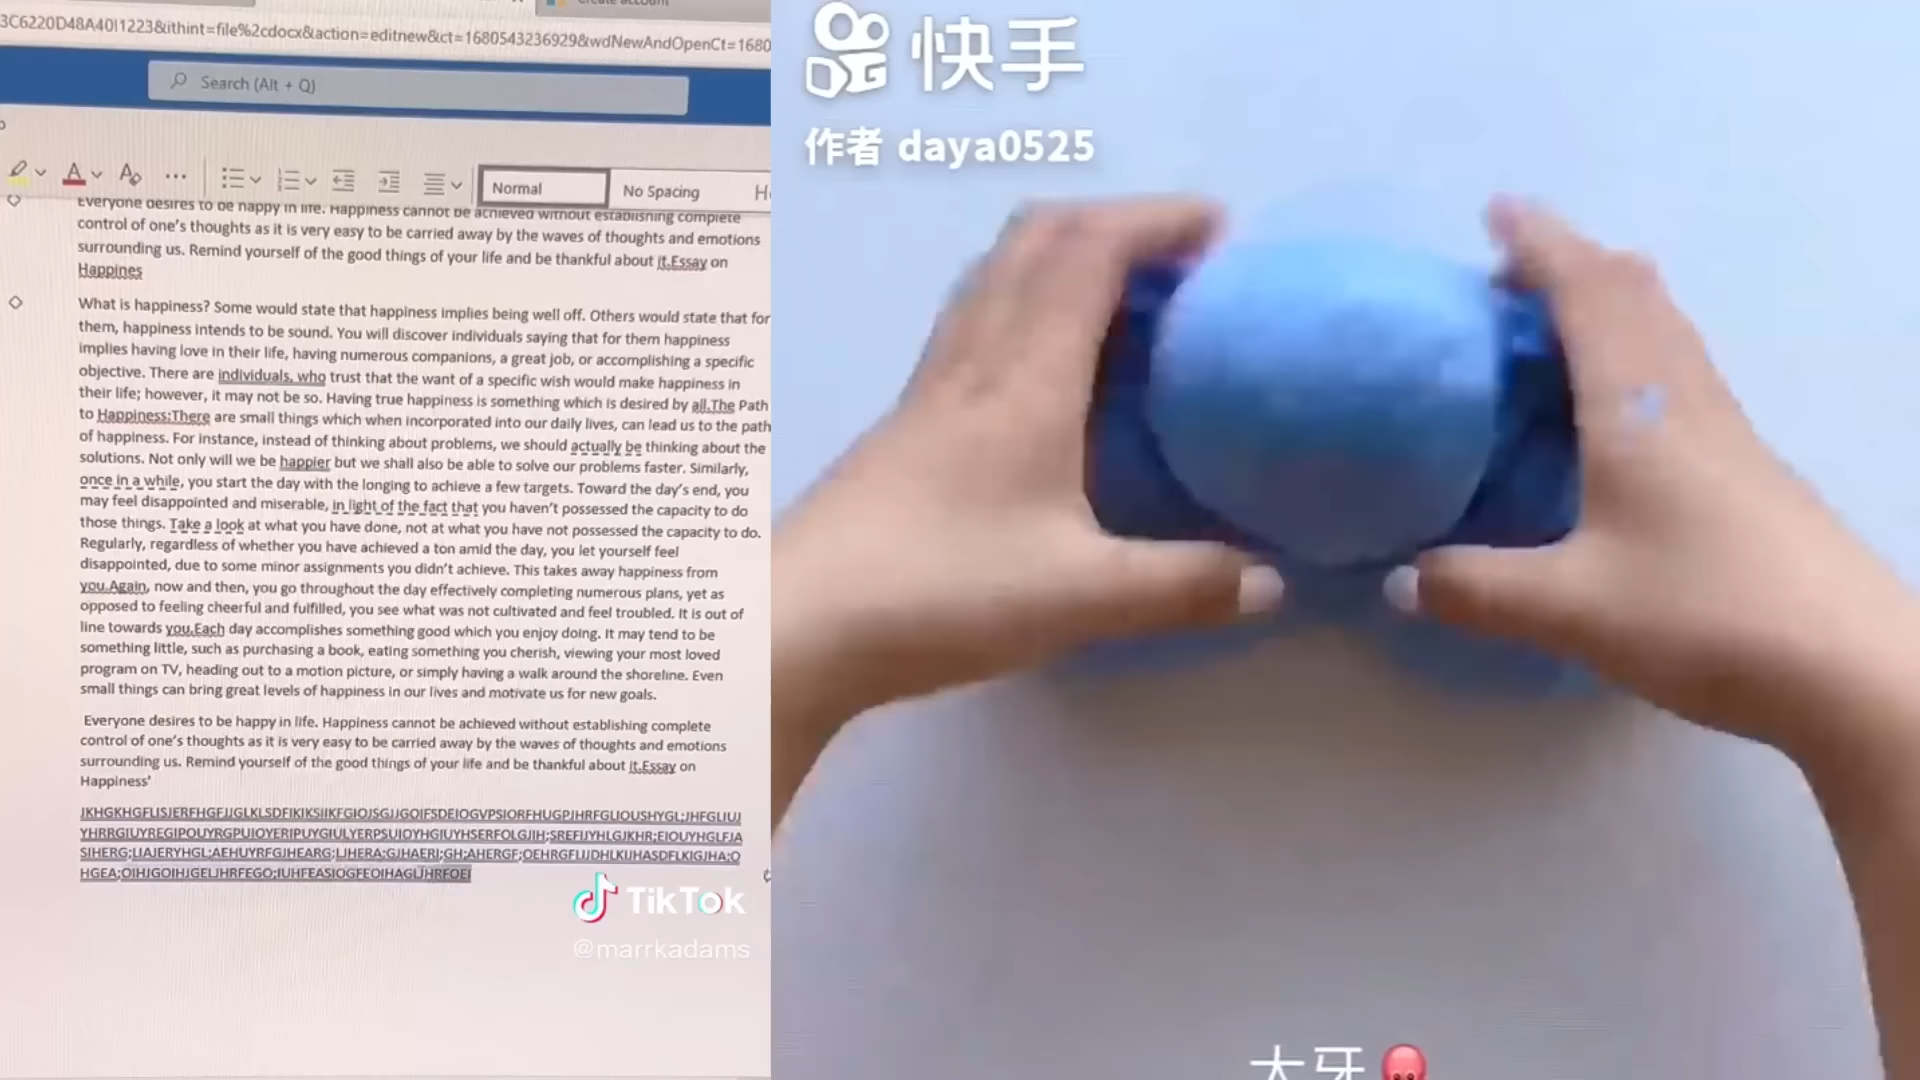 3C6220D48A40I1223&ithint=file%2cdocx&action=editnew&ct=1680543236929&wdNewAndOpenCt=1680
Search (Alt + Q)
Normal
No Spacing
Everyone desires to be happy in life. Happiness cannot be achieved without establishing complete
control of one's thoughts as it is very easy to be carried away by the waves of thoughts and emotions
surrounding us. Remind yourself of the good things of your life and be thankful about it.Essay on
Happines
What is happiness? Some would state that happiness implies being well off. Others would state that for
them, happiness intends to be sound. You will discover individuals saying that for them happiness
implies having love in their life, having numerous companions, a great job, or accomplishing a specific
objective. There are individuals, who trust that the want of a specific wish would make happiness in
their life; however, it may not be so. Having true happiness is something which is desired by all.The Path
to Happiness:There are small things which when incorporated into our daily lives, can lead us to the path
of happiness. For instance, instead of thinking about problems, we should actually be thinking about the
solutions. Not only will we be happier but we shall also be able to solve our problems faster. Similarly,
once in a while, you start the day with the longing to achieve a few targets. Toward the day's end, you
may feel disappointed and miserable, in light of the fact that you haven't possessed the capacity to do
those things. Take a look at what you have done, not at what you have not possessed the capacity to do.
Regularly, regardless of whether you have achieved a ton amid the day, you let yourself feel
disappointed, due to some minor assignments you didn't achieve. This takes away happiness from
you.Again, now and then, you go throughout the day effectively completing numerous plans, yet as
opposed to feeling cheerful and fulfilled, you see what was not cultivated and feel troubled. It is out of
line towards you.Each day accomplishes something good which you enjoy doing. It may tend to be
something little, such as purchasing a book, eating something you cherish, viewing your most loved
program on TV, heading out to a motion picture, or simply having a walk around the shoreline. Even
small things can bring great levels of happiness in our lives and motivate us for new goals.
Everyone desires to be happy in life. Happiness cannot be achieved without establishing complete
control of one's thoughts as it is very easy to be carried away by the waves of thoughts and emotions
surrounding us. Remind yourself of the good things of your life and be thankful about it.Essay on
Happiness'
TikTok
@marrkadams
快手
作者 daya0525
大牙